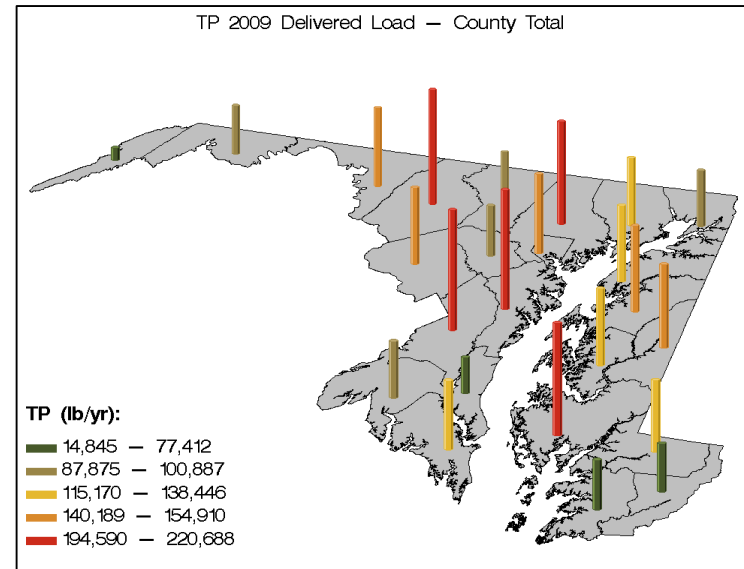 TP 2009 Delivered Load – County Total
TP (lb/yr):
14,845 – 77,412
87,875 – 100,887
115,170 – 138,446
140,189 – 154,910
194,590 – 220,688